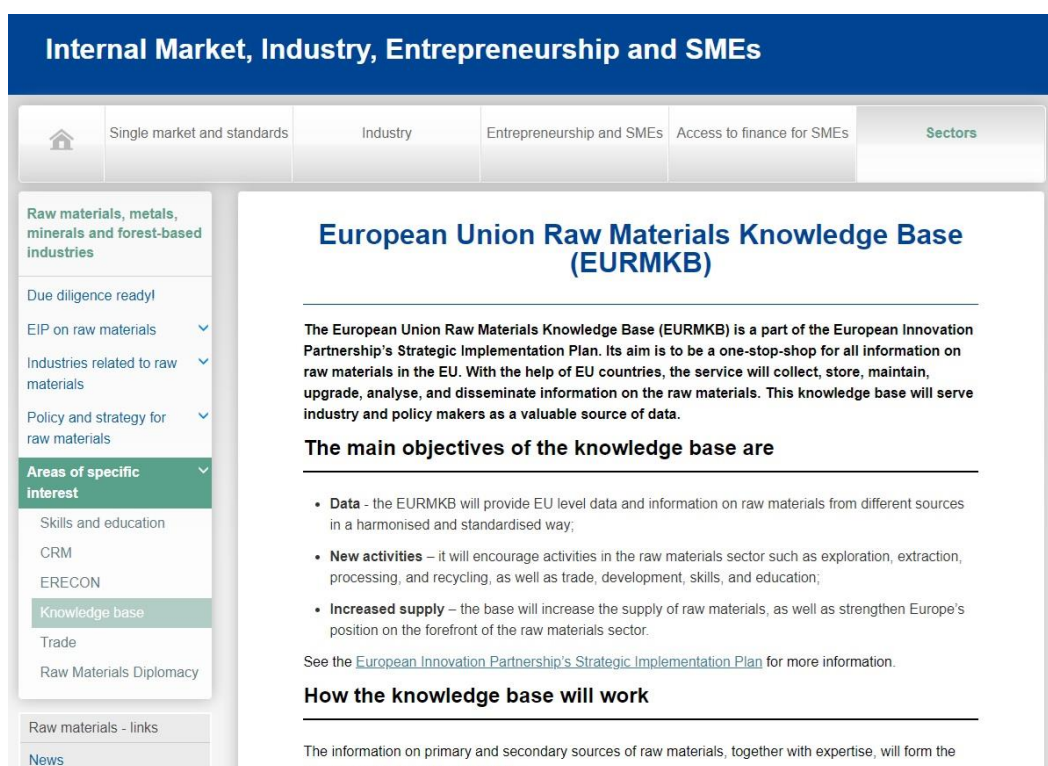 Internal Market, Industry, Entrepreneurship and SMEs
Single market and standards
Industry
Entrepreneurship and SMEs
Access to finance for SMEs
Sectors
Raw materials, metals,
minerals and forest-based
industries
Due diligence ready!
EIP on raw materials
Industries related to raw
materials
Policy and strategy for
raw materials
Areas of specific
interest
Skills and education
CRM
ERECON
Knowledge base
Trade
Raw Materials Diplomacy
Raw materials - links
News
European Union Raw Materials Knowledge Base
(EURMKB)
The European Union Raw Materials Knowledge Base (EURMKB) is a part of the European Innovation
Partnership's Strategic Implementation Plan. Its aim is to be a one-stop-shop for all information on
raw materials in the EU. With the help of EU countries, the service will collect, store, maintain,
upgrade, analyse, and disseminate information on the raw materials. This knowledge base will serve
industry and policy makers as a valuable source of data.
The main objectives of the knowledge base are
• Data - the EURMKB will provide EU level data and information on raw materials from different sources
in a harmonised and standardised way;
• New activities – it will encourage activities in the raw materials sector such as exploration, extraction,
processing, and recycling, as well as trade, development, skills, and education;
• Increased supply – the base will increase the supply of raw materials, as well as strengthen Europe's
position on the forefront of the raw materials sector.
See the European Innovation Partnership's Strategic Implementation Plan for more information.
How the knowledge base will work
The information on primary and secondary sources of raw materials, together with expertise, will form the